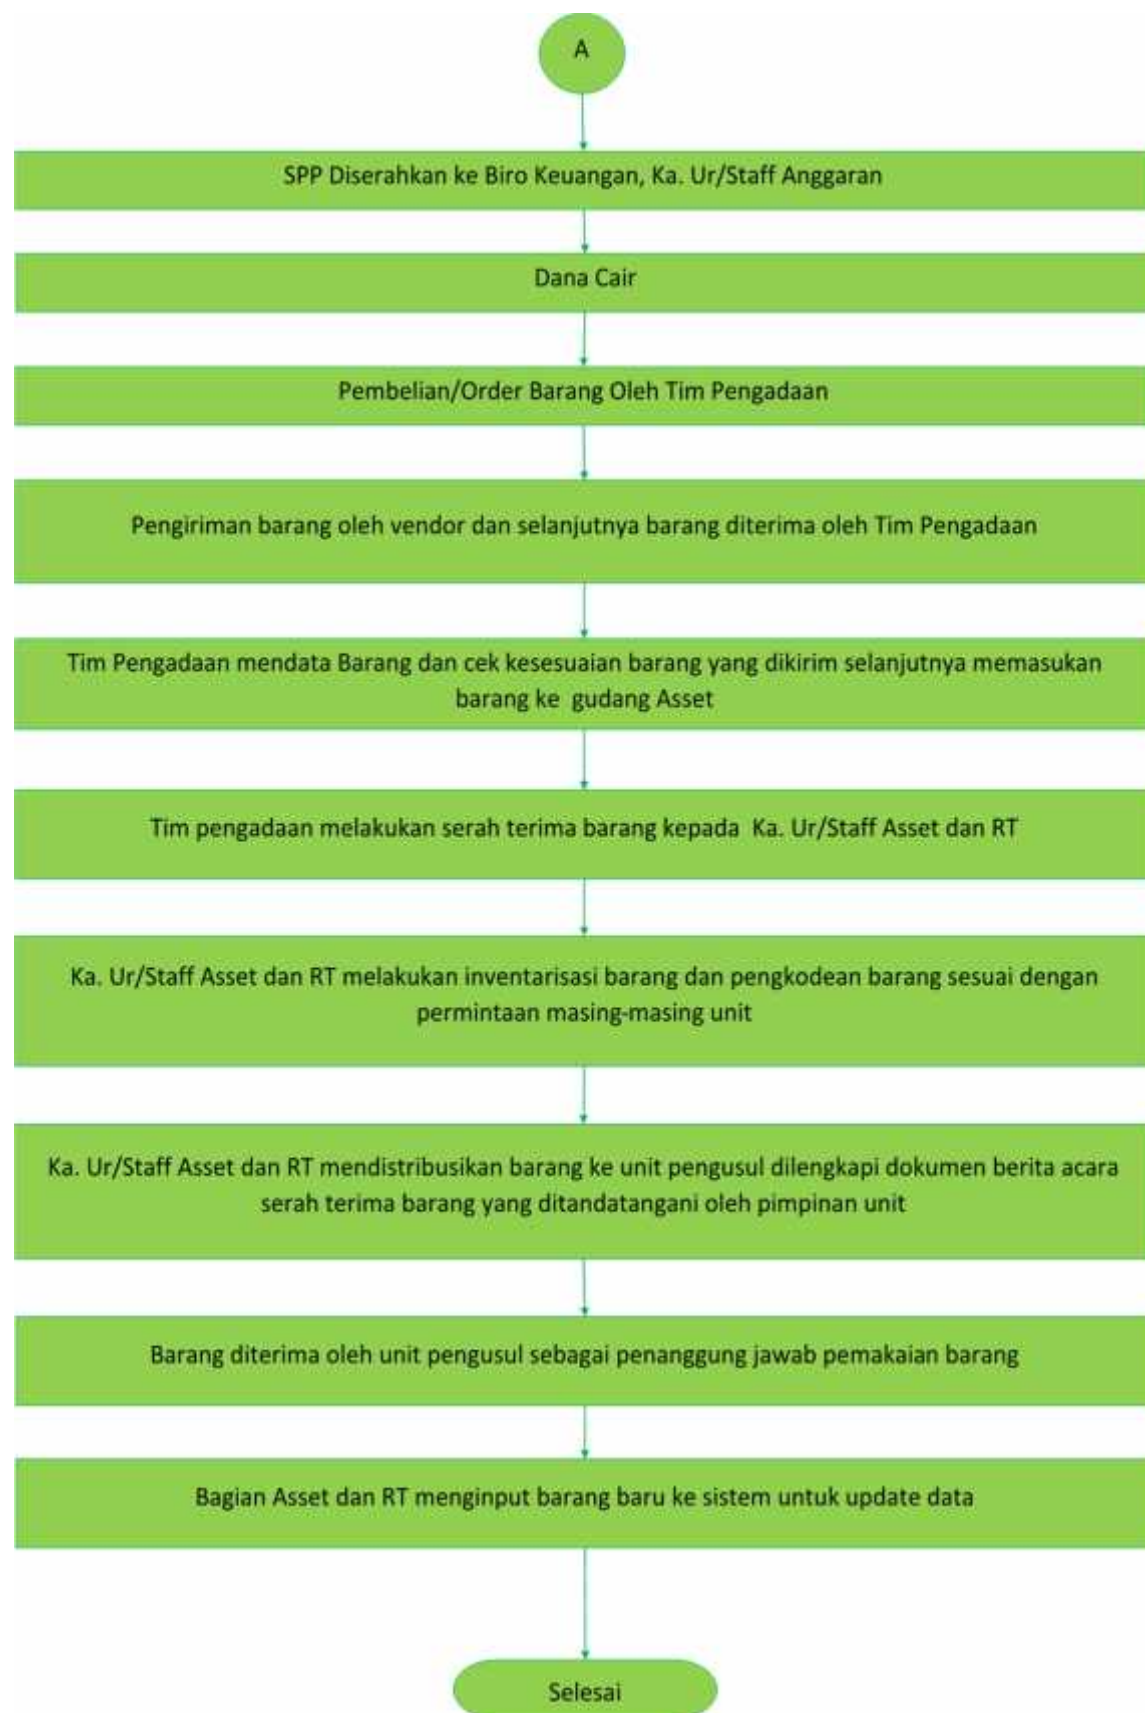 A
SPP Diserahkan ke Biro Keuangan, Ka. Ur/Staff Anggaran
Dana Cair
Pembelian/Order Barang Oleh Tim Pengadaan
Pengiriman barang oleh vendor dan selanjutnya barang diterima oleh Tim Pengadaan
Tim Pengadaan mendata Barang dan cek kesesuaian barang yang dikirim selanjutnya memasukan
barang ke gudang Asset
Tim pengadaan melakukan serah terima barang kepada Ka. Ur/Staff Asset dan RT
Ka. Ur/Staff Asset dan RT melakukan inventarisasi barang dan pengkodean barang sesuai dengan
permintaan masing-masing unit
Ka. Ur/Staff Asset dan RT mendistribusikan barang ke unit pengusul dilengkapi dokumen berita acara
serah terima barang yang ditandatangani oleh pimpinan unit
Barang diterima oleh unit pengusul sebagai penanggung jawab pemakaian barang
Bagian Asset dan RT menginput barang baru ke sistem untuk update data
Selesai